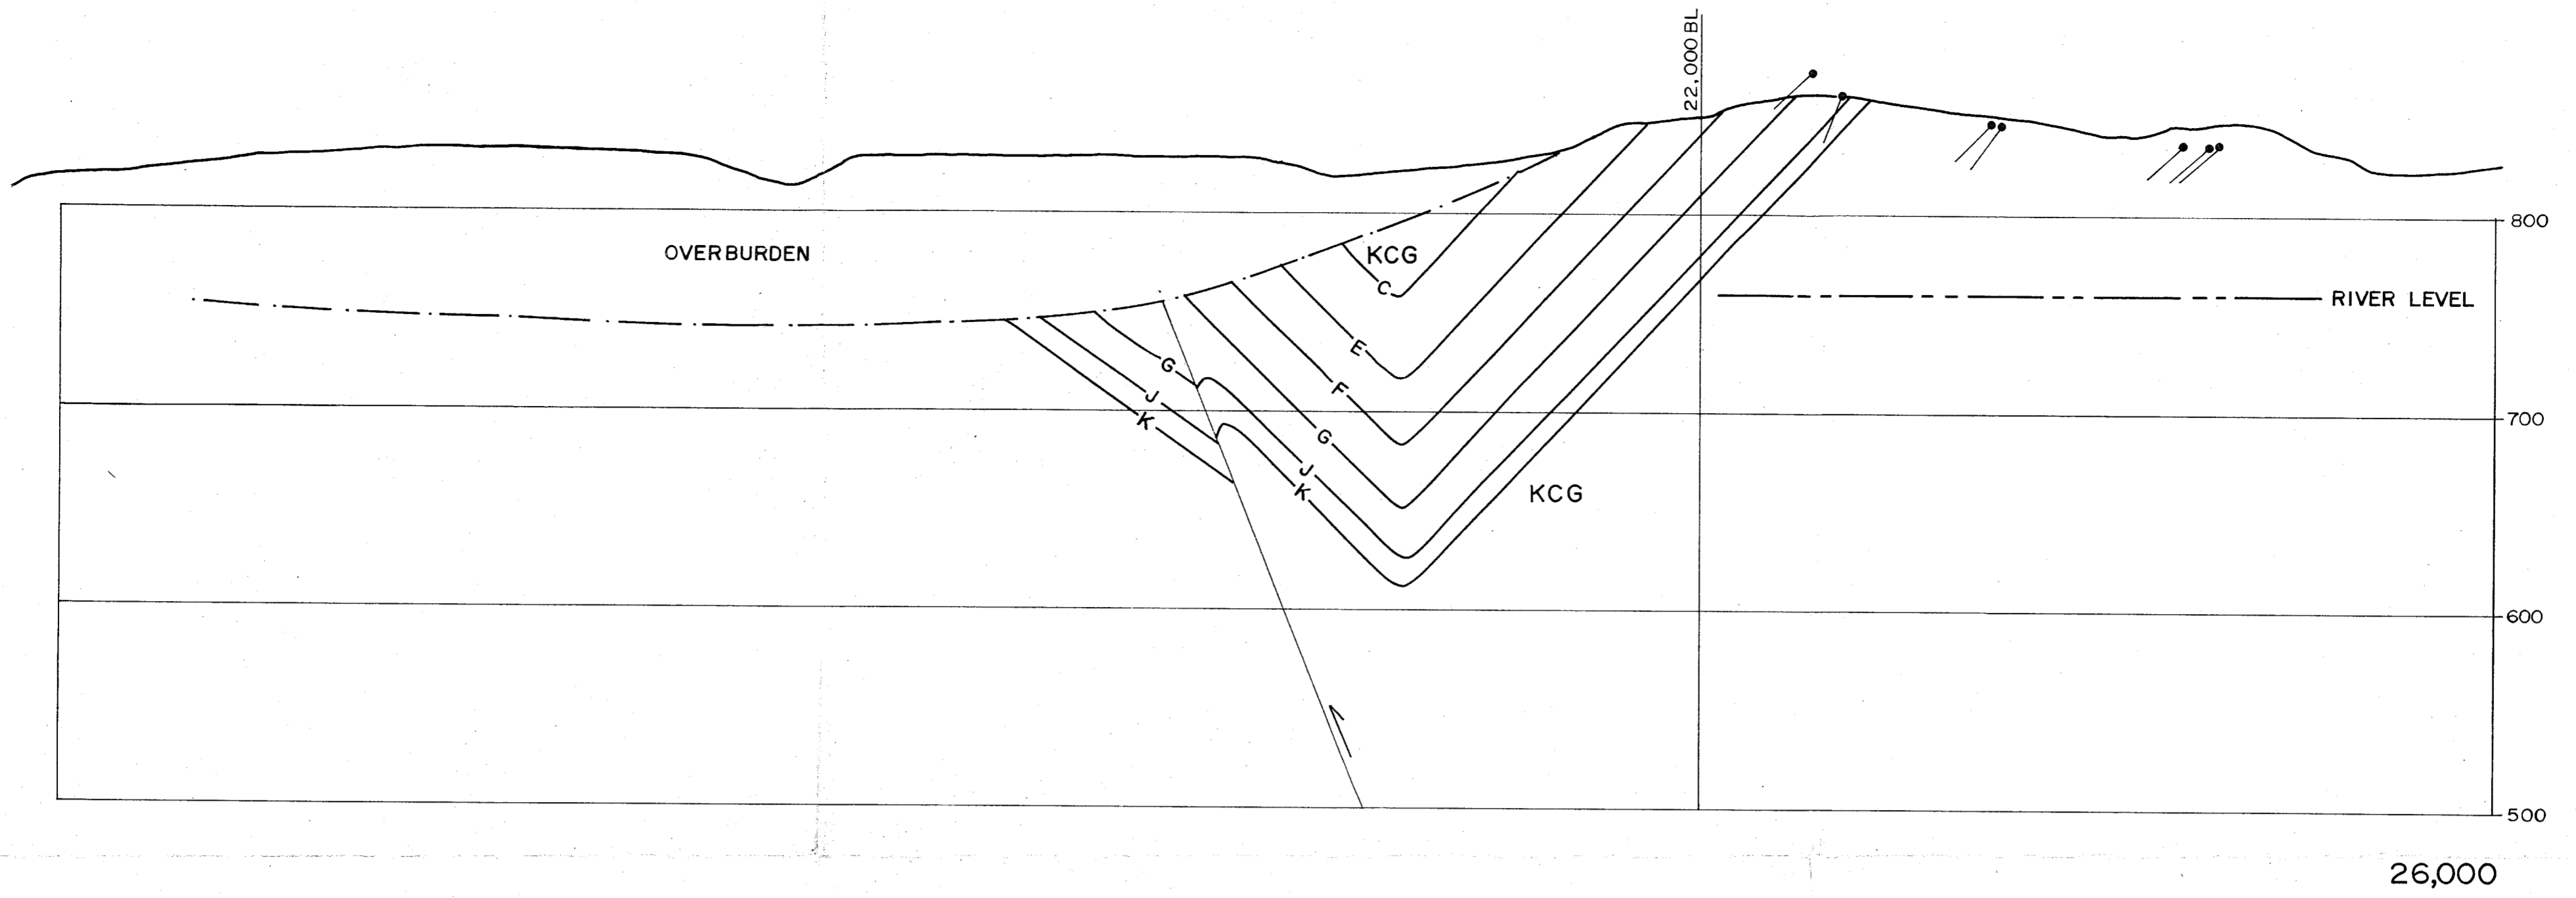 22,000 BL
800
OVERBURDEN
KCG
C
RIVER LEVEL
E
G
F
J
700
K
G
J
K
KCG
600
500
26,000